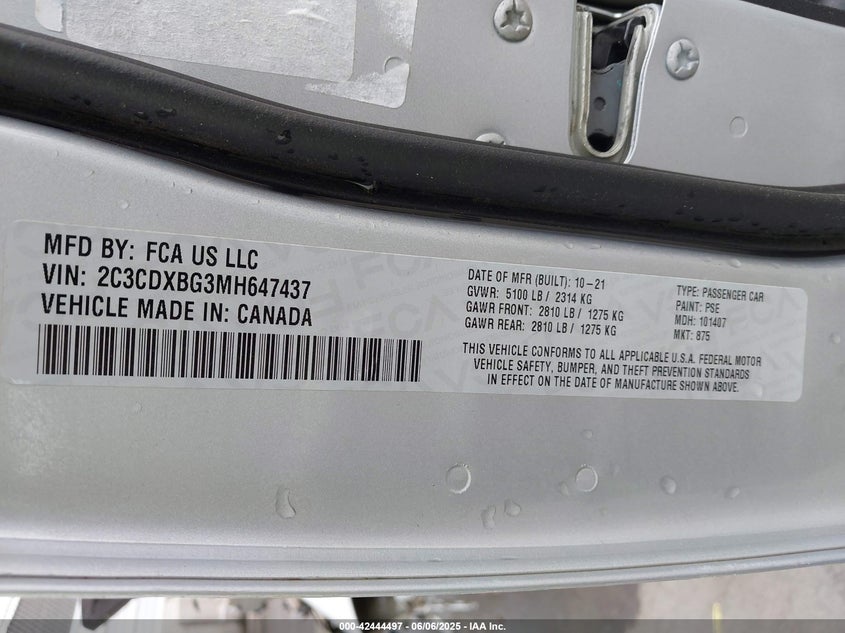 MFD BY: FCA US LLC
VIN: 2C3CDXBG3MH647437
VEHICLE MADE IN: CANADA
DATE OF MFR (BUILT): 10-21
GVWR: 5100 LB / 2314 KG
GAWR FRONT: 2810 LB / 1275 KG
GAWR REAR: 2810 LB / 1275 KG
TYPE: PASSENGER CAR
PAINT: PSE
MDH: 101407
MKT: 875
THIS VEHICLE CONFORMS TO ALL APPLICABLE U.S.A. FEDERAL MOTOR
VEHICLE SAFETY, BUMPER, AND THEFT PREVENTION STANDARDS
IN EFFECT ON THE DATE OF MANUFACTURE SHOWN ABOVE.
000-42444497 - 06/06/2025 - IAA Inc.